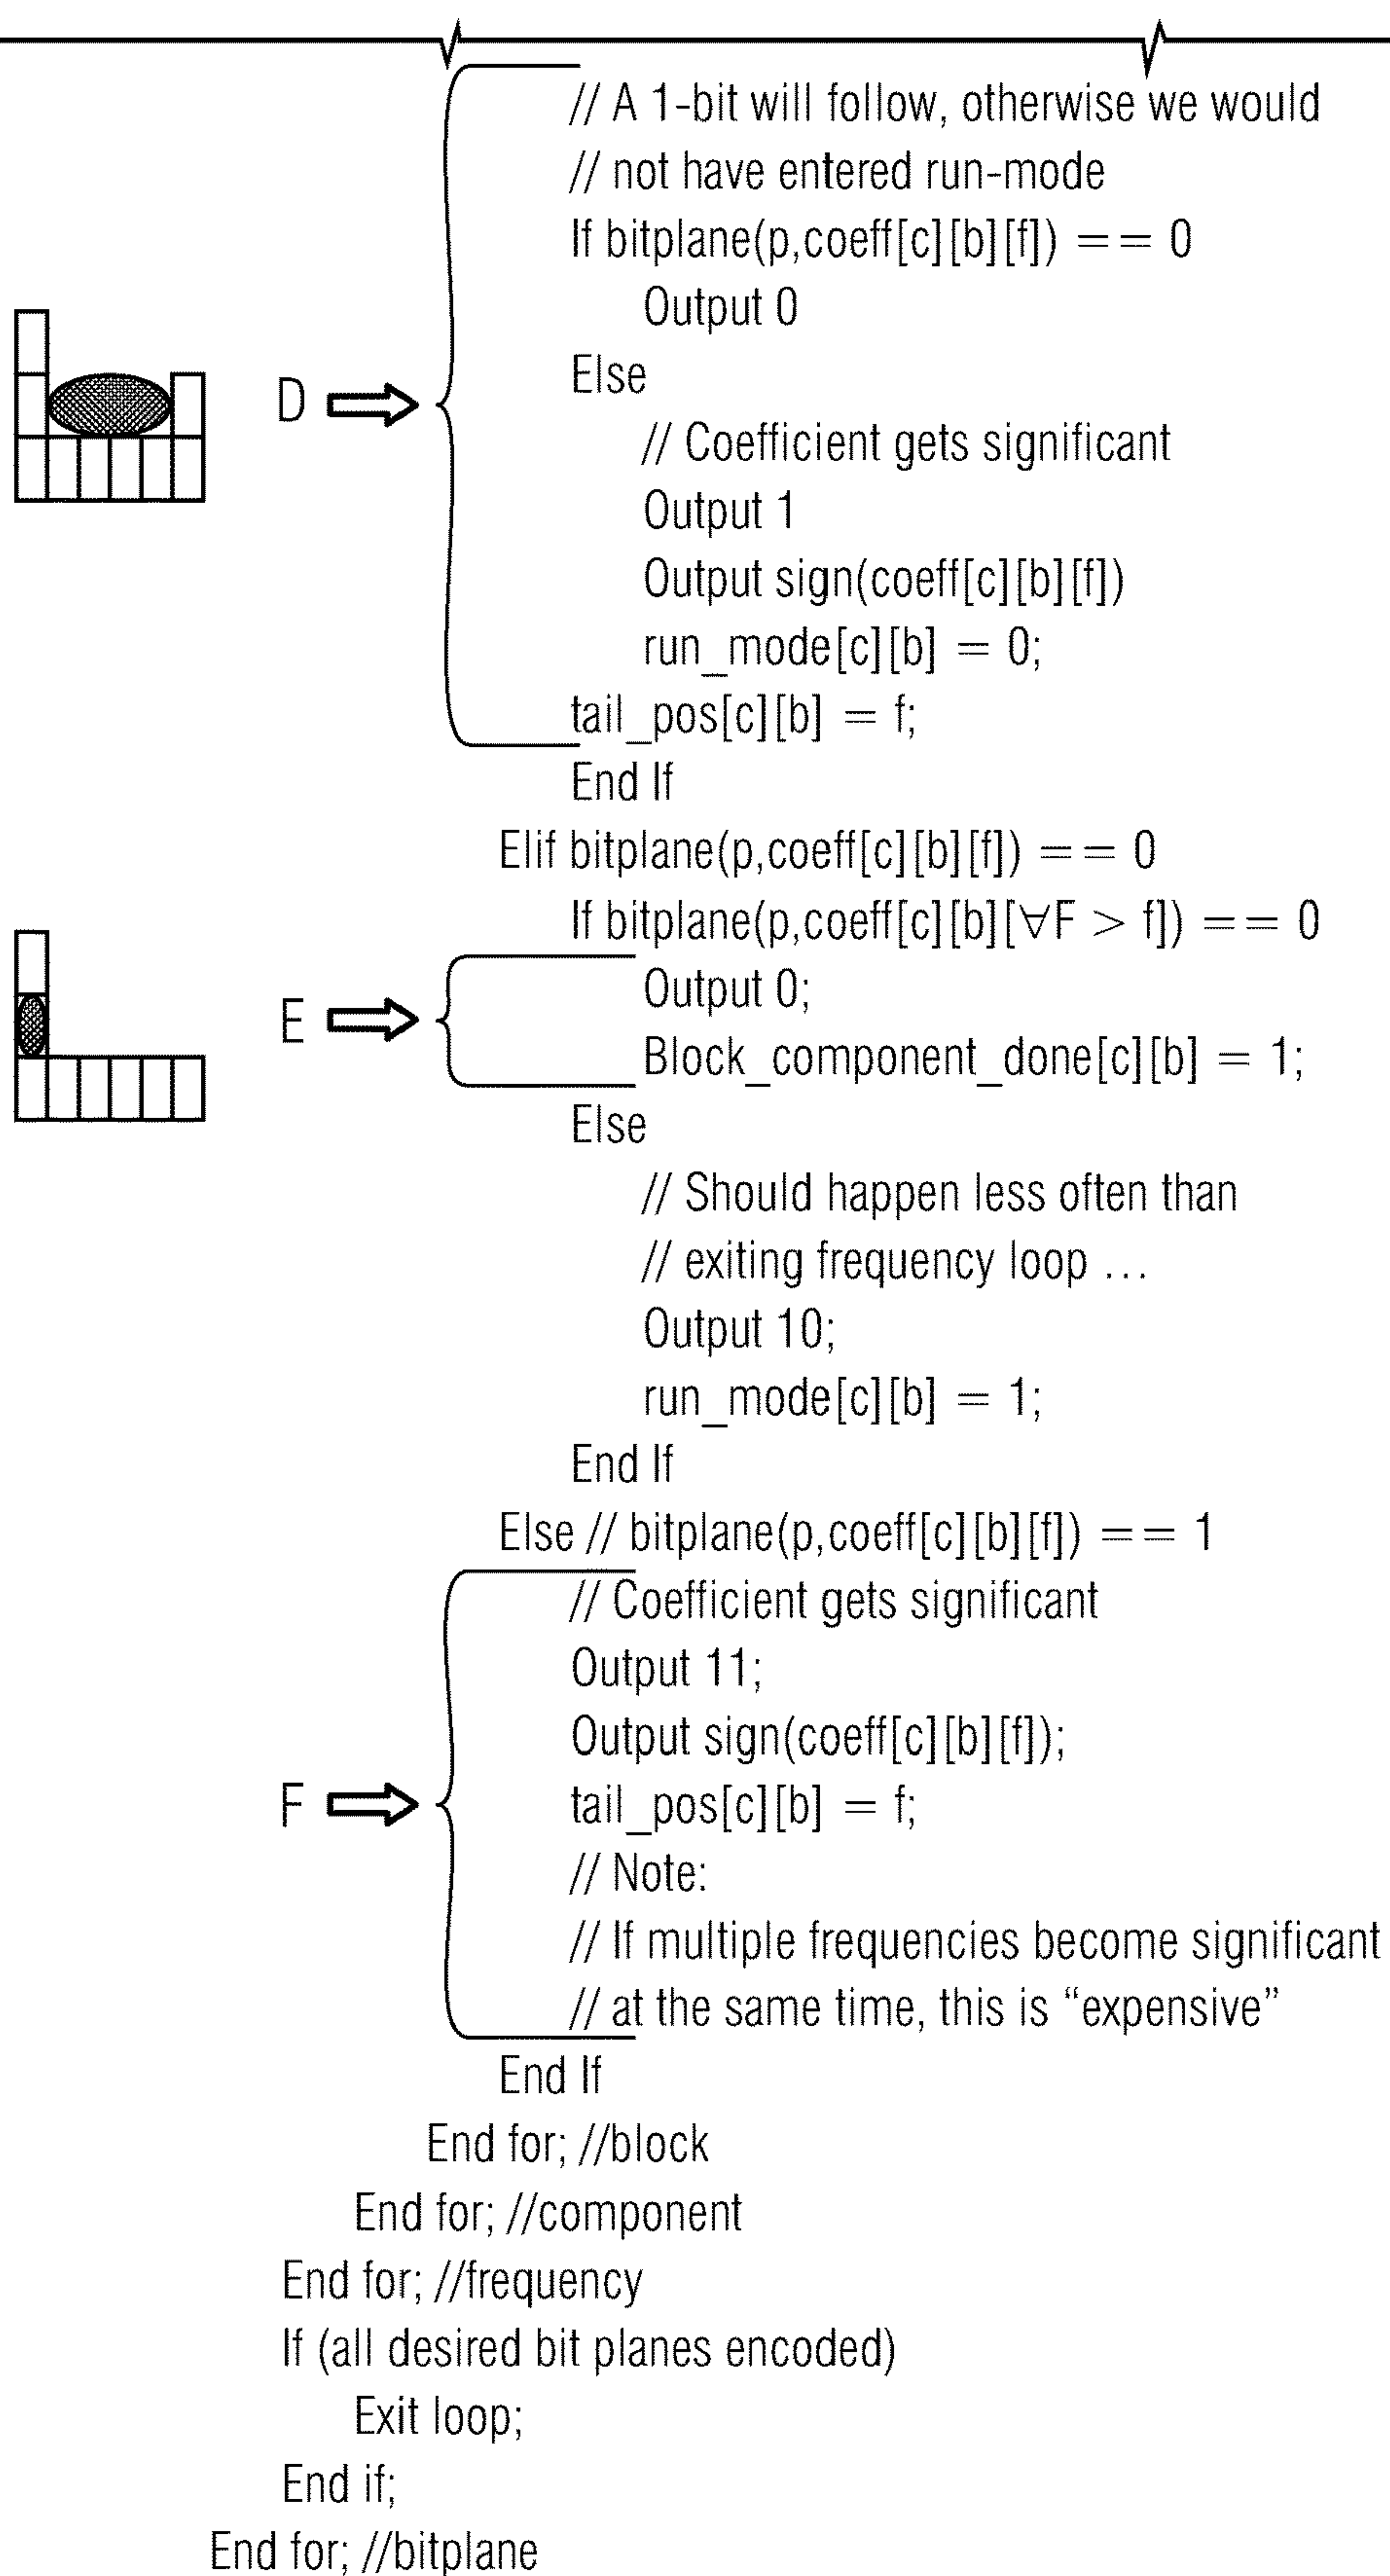 // A 1-bit will follow, otherwise we would
// not have entered run-mode
If bitplane(p,coeff[c][b][f]) == 0
Output 0
Else
// Coefficient gets significant
Output 1
Output sign(coeff[c][b][f])
run_mode[c][b] = 0;
tail_pos[c][b] = f;
D
End If
Elif bitplane(p,coeff[c][b][f]) == 0
If bitplane(p,coeff[c][b][∀F > f]) == 0
Output 0;
E
Block_component_done[c][b] = 1;
Else
// Should happen less often than
// exiting frequency loop ...
Output 10;
run_mode[c][b] = 1;
End If
Else // bitplane(p,coeff[c][b][f]) == 1
// Coefficient gets significant
Output 11;
Output sign(coeff[c][b][f]);
F
tail_pos[c][b] = f;
// Note:
// If multiple frequencies become significant
// at the same time, this is “expensive”
End If
End for; //block
End for; //component
End for; //frequency
If (all desired bit planes encoded)
Exit loop;
End if;
End for; //bitplane